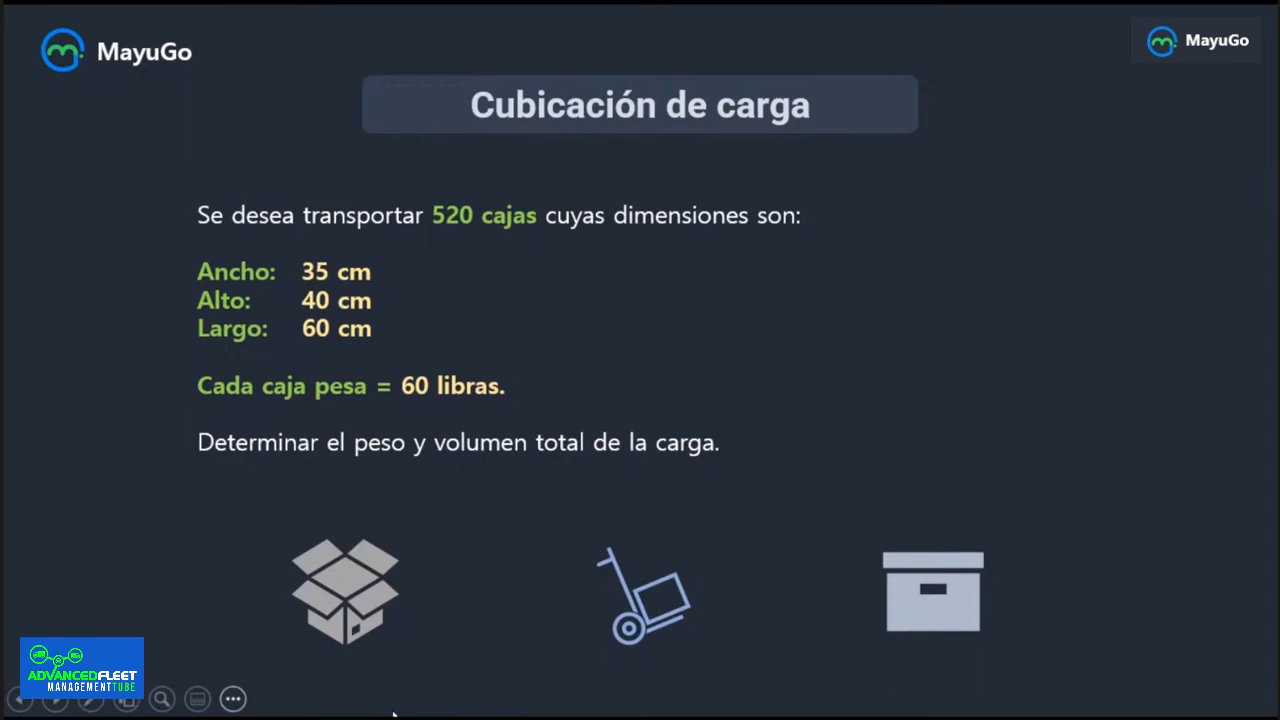 MayuGo
MayuGo
Cubicación de carga
Se desea transportar 520 cajas cuyas dimensiones son:
Ancho: 35 cm
Alto: 40 cm
Largo: 60 cm
Cada caja pesa = 60 libras.
Determinar el peso y volumen total de la carga.
ADVANCEDFLEET
MANAGEMENTTUBE